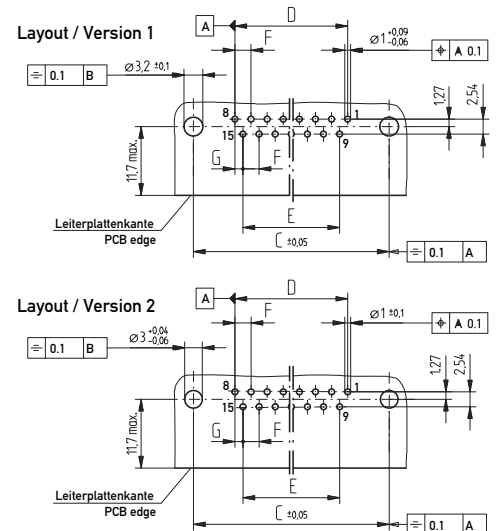 Layout / Version 1
A
D
F
⌀1 +0,09 -0,06
⌖ A 0.1
⌀3,2 ±0,1
⌯ 0.1 B
1,27
2,54
8
1
15
9
11,7 max.
G
F
E
Leiterplattenkante
PCB edge
C ±0,05
⌯ 0.1 A
Layout / Version 2
A
D
F
⌀1 ±0,1
⌖ A 0.1
⌀3 +0,04 -0,06
⌯ 0.1 B
1,27
2,54
8
1
15
9
11,7 max.
G
F
E
Leiterplattenkante
PCB edge
C ±0,05
⌯ 0.1 A